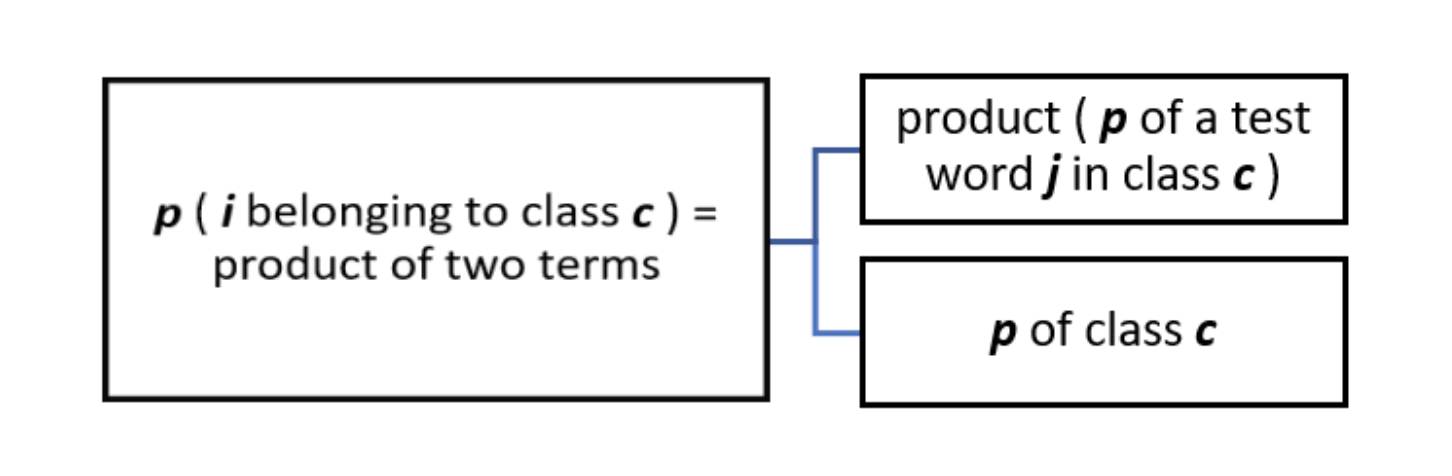 p ( i belonging to class c ) =
product of two terms
product ( p of a test
word j in class c )
p of class c